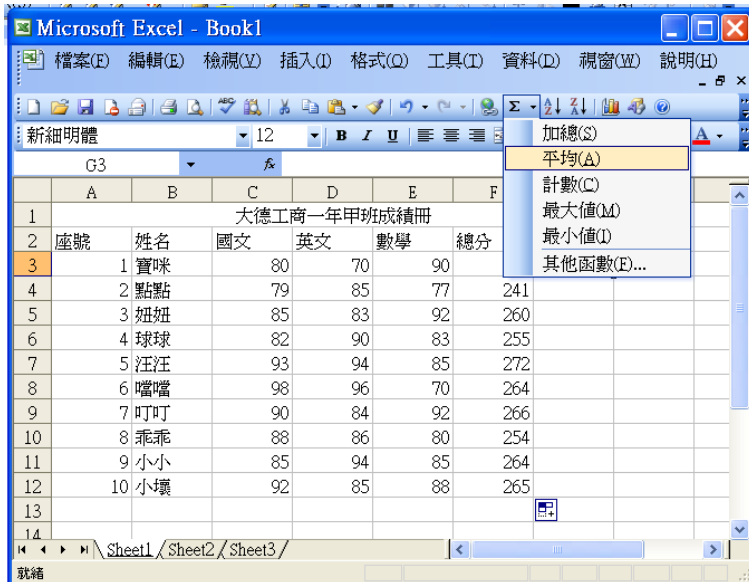 Microsoft Excel - Book1
檔案(F) 編輯(E) 檢視(V) 插入(I) 格式(O) 工具(T) 資料(D) 視窗(W) 說明(H)
新細明體 12 B I U A
加總(S)
平均(A)
計數(C)
最大值(M)
最小值(I)
其他函數(F)...
G3 fx
A B C D E F
1 大德工商一年甲班成績冊
2 座號 姓名 國文 英文 數學 總分
3 1 寶咪 80 70 90
4 2 點點 79 85 77 241
5 3 妞妞 85 83 92 260
6 4 球球 82 90 83 255
7 5 汪汪 93 94 85 272
8 6 噹噹 98 96 70 264
9 7 叮叮 90 84 92 266
10 8 乖乖 88 86 80 254
11 9 小小 85 94 85 264
12 10 小壞 92 85 88 265
13
14
Sheet1 Sheet2 Sheet3
就緒